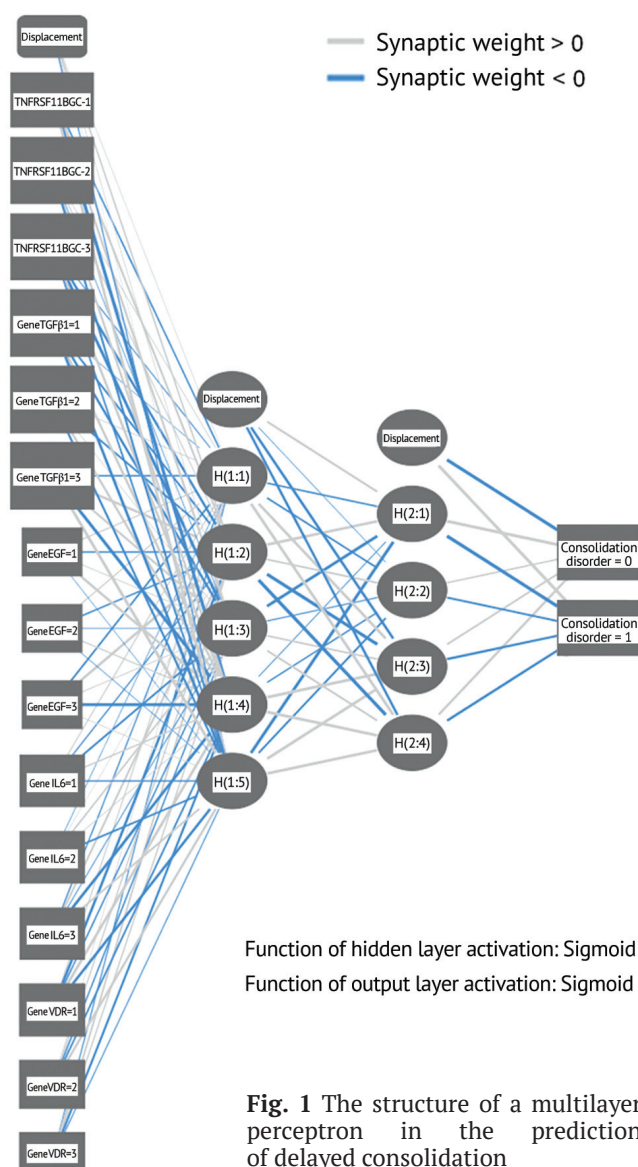 Displacement
Synaptic weight > 0
Synaptic weight < 0
TNFRSF11BGC-1
TNFRSF11BGC-2
TNFRSF11BGC-3
GeneTGFβ1=1
Gene TGFβ1=2
Gene TGFβ1=3
GeneEGF=1
GeneEGF=2
GeneEGF=3
Gene IL6=1
Gene IL6=2
Gene IL6=3
Gene VDR=1
GeneVDR=2
GeneVDR=3
Displacement
H(1:1)
H(1:2)
H(1:3)
H(1:4)
H(1:5)
Displacement
H(2:1)
H(2:2)
H(2:3)
H(2:4)
Consolidation
disorder = 0
Consolidation
disorder = 1
Function of hidden layer activation: Sigmoid
Function of output layer activation: Sigmoid
Fig. 1 The structure of a multilayer
perceptron in the prediction
of delayed consolidation